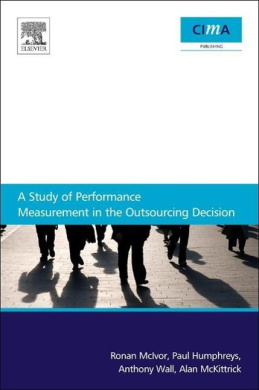 ELSEVIER
CIMA
PUBLISHING
A Study of Performance
Measurement in the Outsourcing Decision
Ronan McIvor, Paul Humphreys,
Anthony Wall, Alan McKittrick